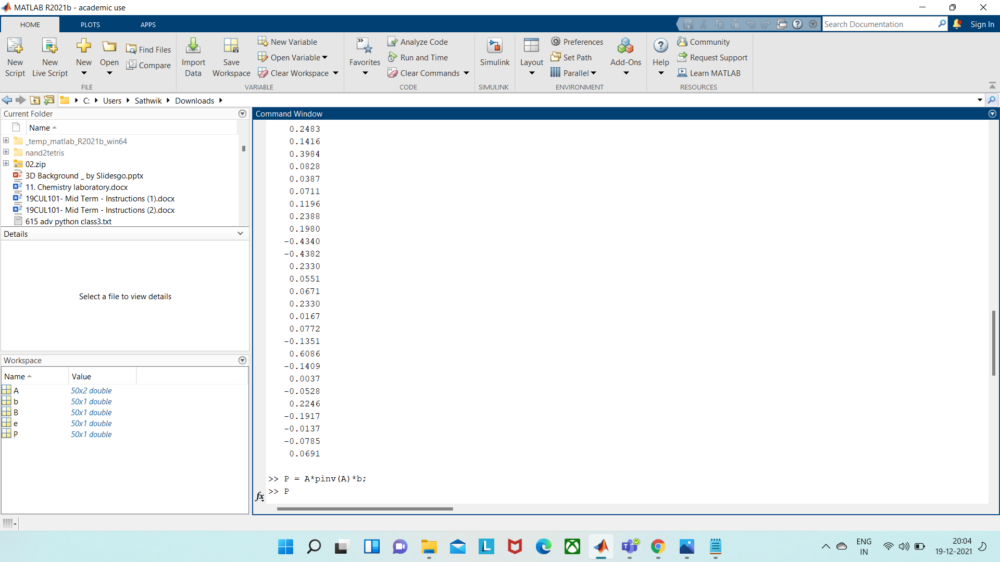 MATLAB R2021b - academic use
HOME PLOTS APPS
Search Documentation
Sign In
New Script
New Live Script
New
Open
Find Files
Compare
FILE
Import Data
Save Workspace
New Variable
Open Variable
Clear Workspace
VARIABLE
Favorites
Analyze Code
Run and Time
Clear Commands
CODE
Simulink
SIMULINK
Layout
Preferences
Set Path
Parallel
Add-Ons
ENVIRONMENT
Help
Community
Request Support
Learn MATLAB
RESOURCES
C: Users Sathwik Downloads
Current Folder
Name
_temp_matlab_R2021b_win64
nand2tetris
02.zip
3D Background _ by Slidesgo.pptx
11. Chemistry laboratory.docx
19CUL101- Mid Term - Instructions (1).docx
19CUL101- Mid Term - Instructions (2).docx
615 adv python class3.txt
Details
Select a file to view details
Workspace
Name Value
A 50x2 double
b 50x1 double
B 50x1 double
e 50x1 double
P 50x1 double
Command Window
0.2483
0.1416
0.3984
0.0828
0.0387
0.0711
0.1196
0.2388
0.1980
-0.4340
-0.4382
0.2330
0.0551
0.0671
0.2330
0.0167
0.0772
-0.1351
0.6086
-0.1409
0.0037
-0.0528
0.2246
-0.1917
-0.0137
-0.0785
0.0691
>> P = A*pinv(A)*b;
>> P
fx
ENG
IN
20:04
19-12-2021